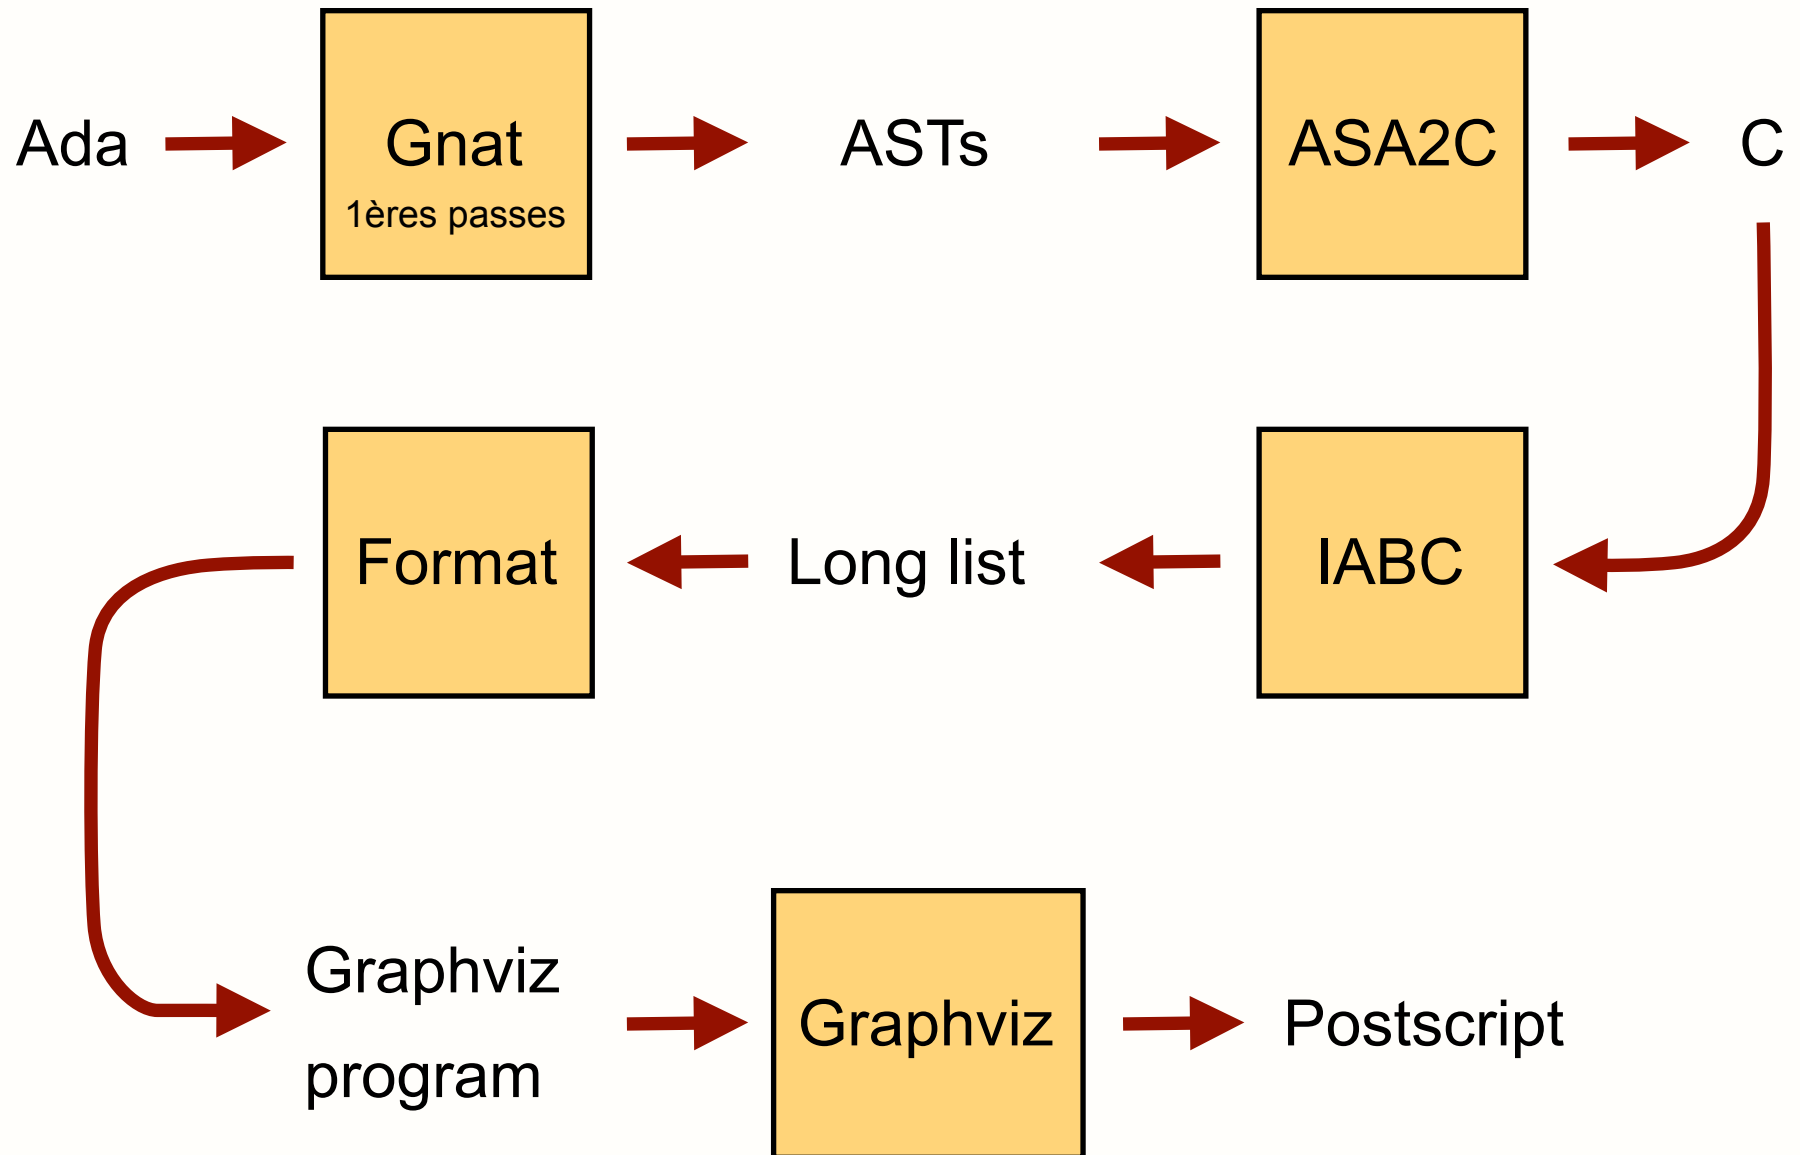 Ada
Gnat
1ères passes
ASTs
ASA2C
C
IABC
Long list
Format
Graphviz
program
Graphviz
Postscript